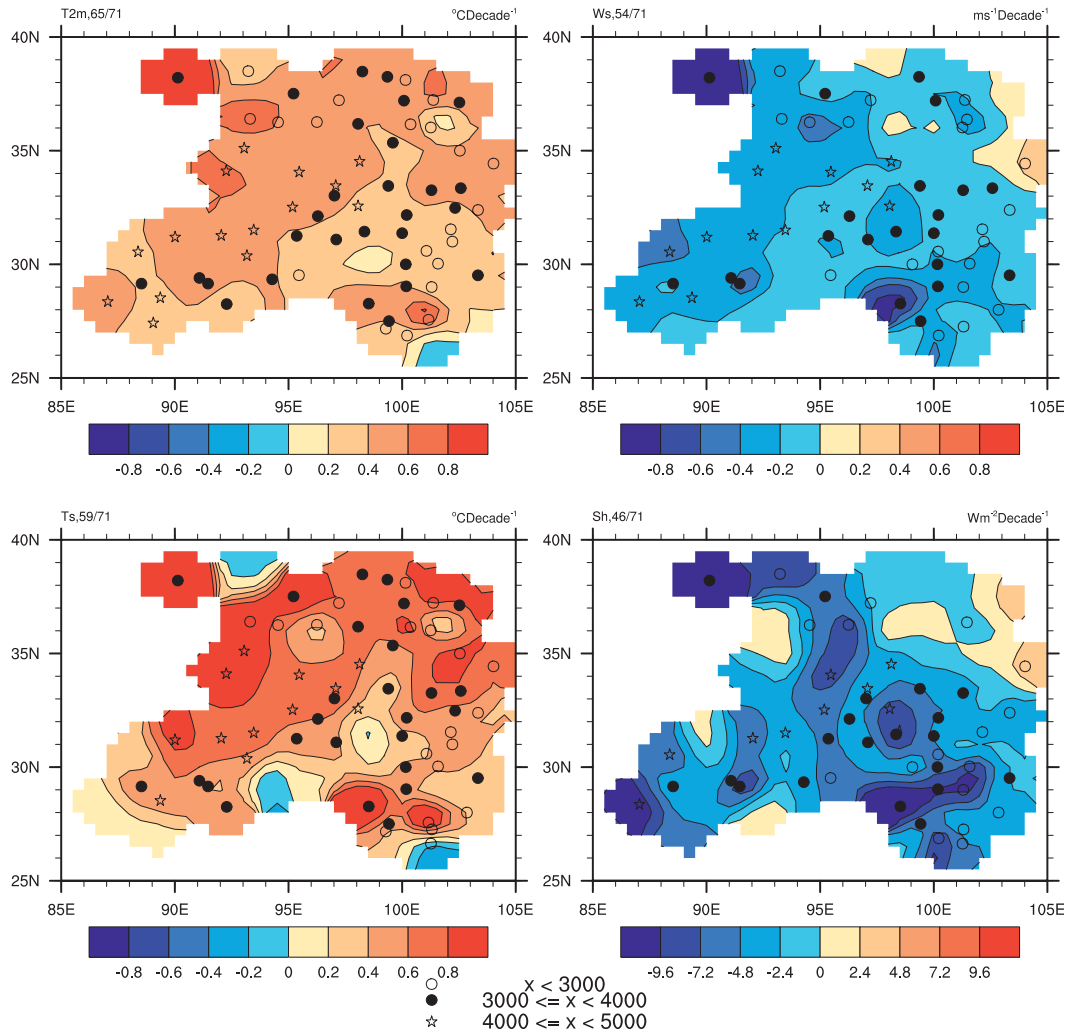 T2m,65/71 °CDecade⁻¹
40N
35N
30N
25N
85E 90E 95E 100E 105E
-0.8 -0.6 -0.4 -0.2 0 0.2 0.4 0.6 0.8
Ws,54/71 ms⁻¹Decade⁻¹
40N
35N
30N
25N
85E 90E 95E 100E 105E
-0.8 -0.6 -0.4 -0.2 0 0.2 0.4 0.6 0.8
Ts,59/71 °CDecade⁻¹
40N
35N
30N
25N
85E 90E 95E 100E 105E
-0.8 -0.6 -0.4 -0.2 0 0.2 0.4 0.6 0.8
Sh,46/71 Wm⁻²Decade⁻¹
40N
35N
30N
25N
85E 90E 95E 100E 105E
-9.6 -7.2 -4.8 -2.4 0 2.4 4.8 7.2 9.6
x < 3000
3000 <= x < 4000
4000 <= x < 5000